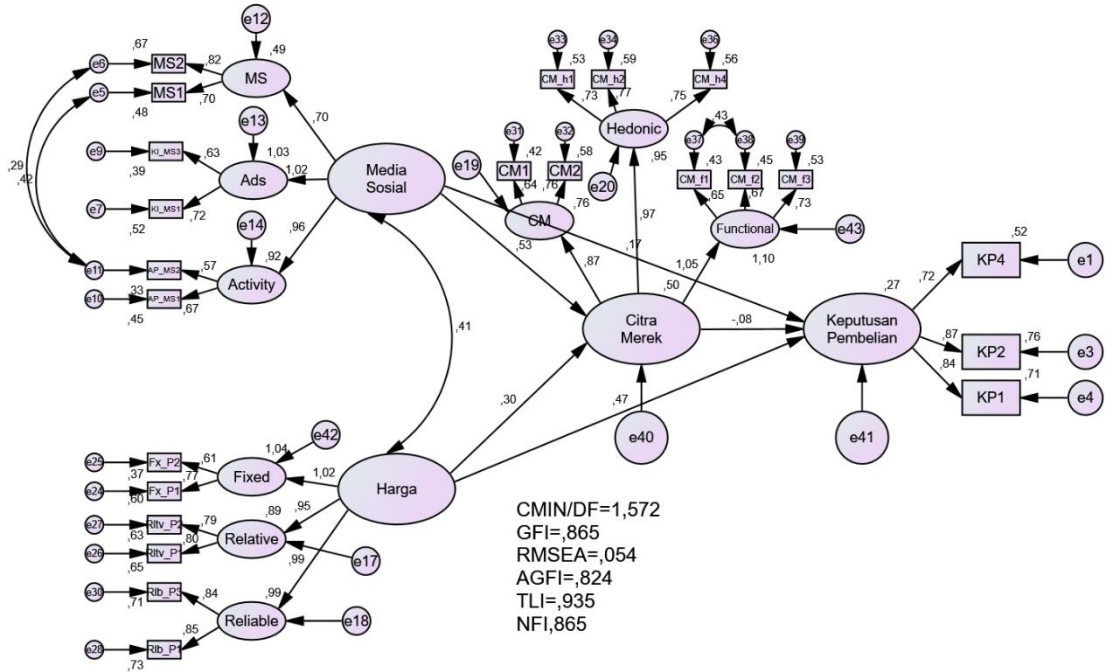 e12
,67
,49
e6
MS2
,82
MS
e5
MS1
,70
,48
,70
e13
1,03
e9
KI_MS3
,63
,39
Ads
1,02
e7
KI_MS1
,72
,52
,29
,42
e14
,96
,92
e11
AP_MS2
,57
Activity
,33
e10
AP_MS1
,67
,45
Media
Sosial
,41
e33
e34
e36
,53
,59
,56
CM_h1
CM_h2
CM_h4
,73
,77
,75
Hedonic
,95
e20
e31
e32
,42
,58
CM1
CM2
,64
,76
e19
CM
,76
,43
e37
e38
e39
,43
,45
,53
CM_f1
CM_f2
CM_f3
,65
,67
,73
Functional
e43
1,10
,97
,17
,53
,87
1,05
,50
Citra
Merek
-,08
,27
Keputusan
Pembelian
,52
,72
KP4
e1
,87
KP2
,76
e3
,84
KP1
,71
e4
,30
,47
e40
e41
e42
1,04
e25
Fx_P2
,61
,37
Fixed
1,02
e24
Fx_P1
,77
,60
Harga
e27
Rltv_P2
,79
,89
,95
,63
Relative
e26
Rltv_P1
,80
,65
e17
,99
e30
Rlb_P3
,84
,99
,71
Reliable
e18
,85
e28
Rlb_P1
,73
CMIN/DF=1,572
GFI=,865
RMSEA=,054
AGFI=,824
TLI=,935
NFI,865